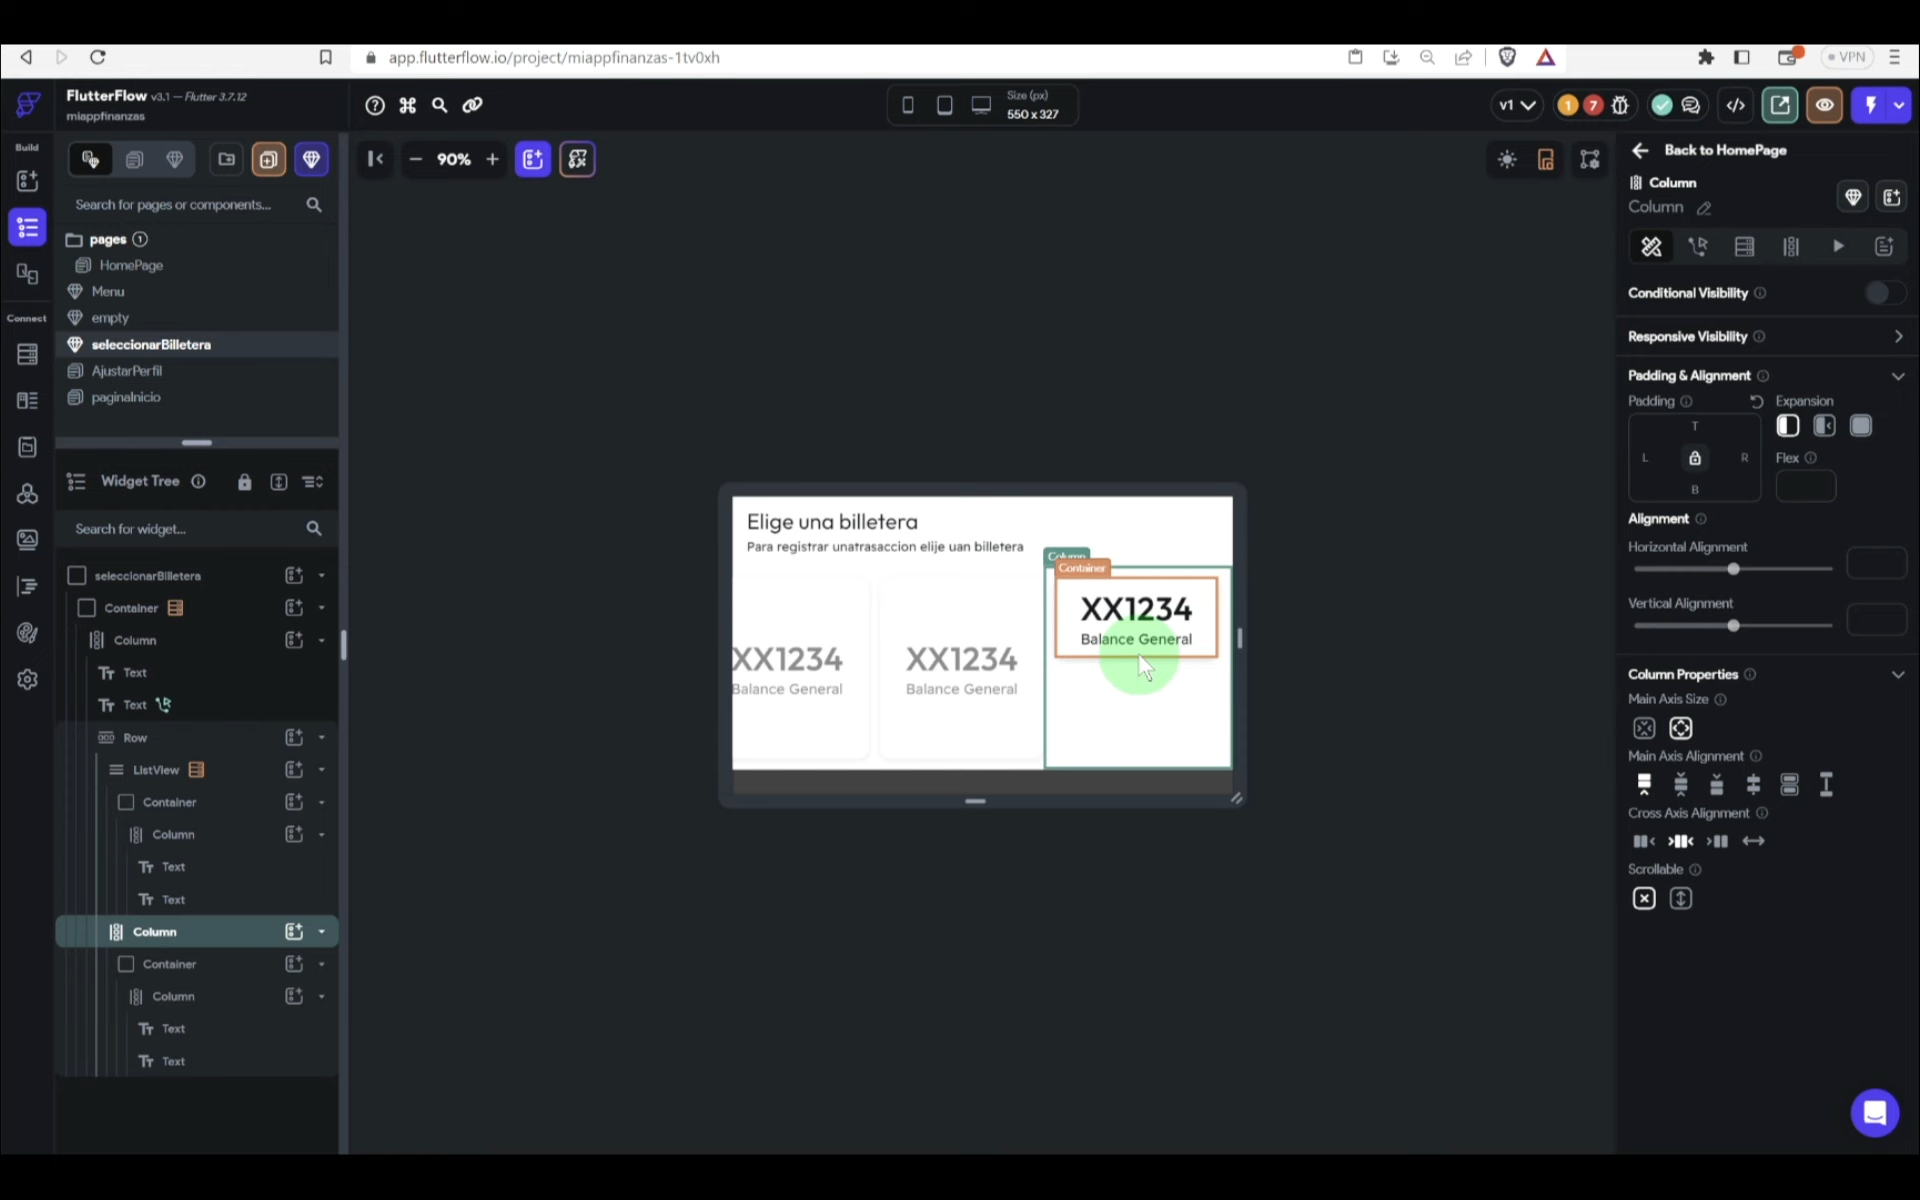 app.flutterflow.io/project/miappfinanzas-1tv0xh
VPN
FlutterFlow v3.1 — Flutter 3.7.12
miappfinanzas
Size (px)
550 x 327
v1
1
7
Build
90%
Search for pages or components...
pages 1
HomePage
Menu
empty
Connect
seleccionarBilletera
AjustarPerfil
paginaInicio
Widget Tree
Search for widget...
seleccionarBilletera
Container
Column
Text
Text
Row
ListView
Container
Column
Text
Text
Column
Container
Column
Text
Text
Elige una billetera
Para registrar unatrasaccion elije uan billetera
Column
Container
XX1234
Balance General
XX1234
Balance General
XX1234
Balance General
Back to HomePage
Column
Column
Conditional Visibility
Responsive Visibility
Padding & Alignment
Padding
Expansion
T
L
R
B
Flex
Alignment
Horizontal Alignment
Vertical Alignment
Column Properties
Main Axis Size
Main Axis Alignment
Cross Axis Alignment
Scrollable